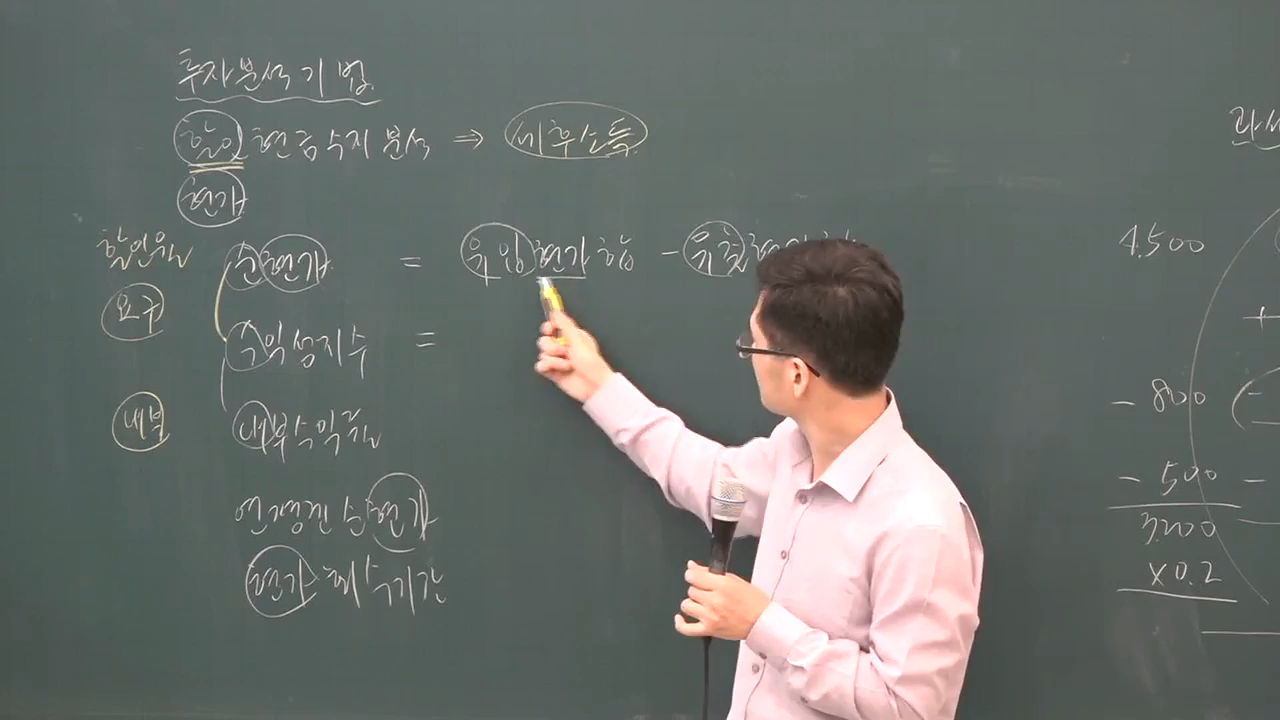 투자분석기법
할인 현금수지 분석 ⇒ 세후소득
현가
할인율
순현가 = 유입현가합 - 유출
요구
수익성지수 =
내부
내부수익률
연평균순현가
현가회수기간
4,500
- 800
- 500
3,200
x 0.2